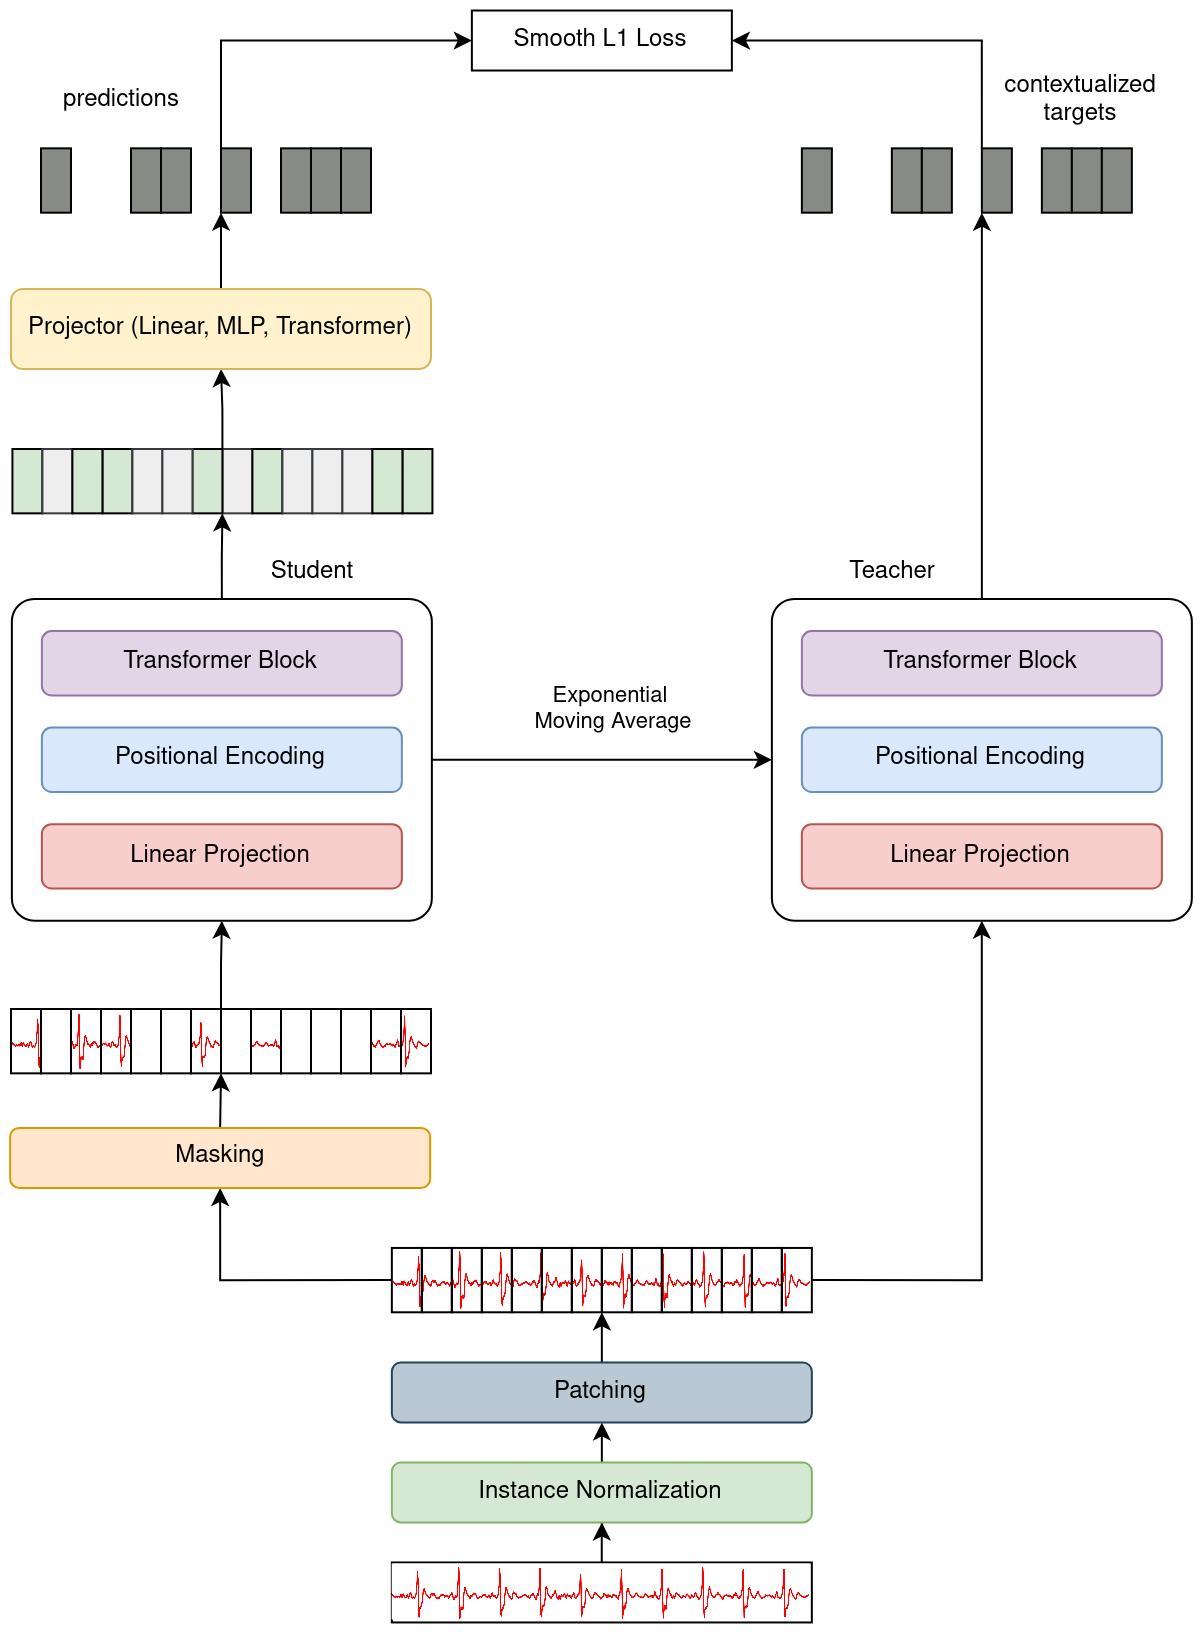 Smooth L1 Loss
predictions
contextualized
targets
Projector (Linear, MLP, Transformer)
Student
Teacher
Transformer Block
Transformer Block
Exponential
Moving Average
Positional Encoding
Positional Encoding
Linear Projection
Linear Projection
Masking
Patching
Instance Normalization